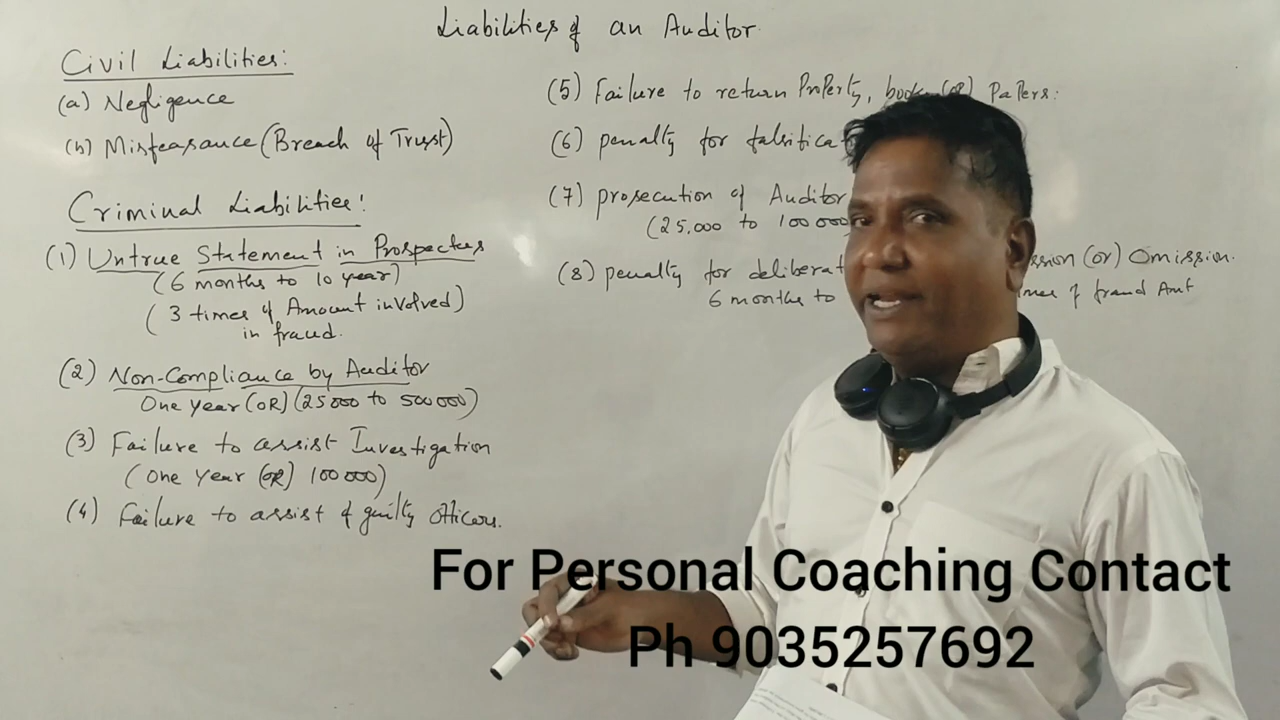 Liabilities of an Auditor
Civil Liabilities:
(a) Negligence
(b) Misfeasance (Breach of Trust)
Criminal Liabilities:
(1) Untrue Statement in Prospectus
(6 months to 10 year)
(3 times of Amount involved)
in fraud.
(2) Non-Compliance by Auditor
One year (OR) (25000 to 500000)
(3) Failure to assist Investigation
(One year (OR) 100000)
(4) Failure to assist of guilty officers.
(5) Failure to return Property, books (OR) Papers:
(6) penalty for
(7) prosecution of Auditor
(25,000 to 100000
(8) penalty for (or) Omission.
6 months to of fraud Amt
For Personal Coaching Contact
Ph 9035257692